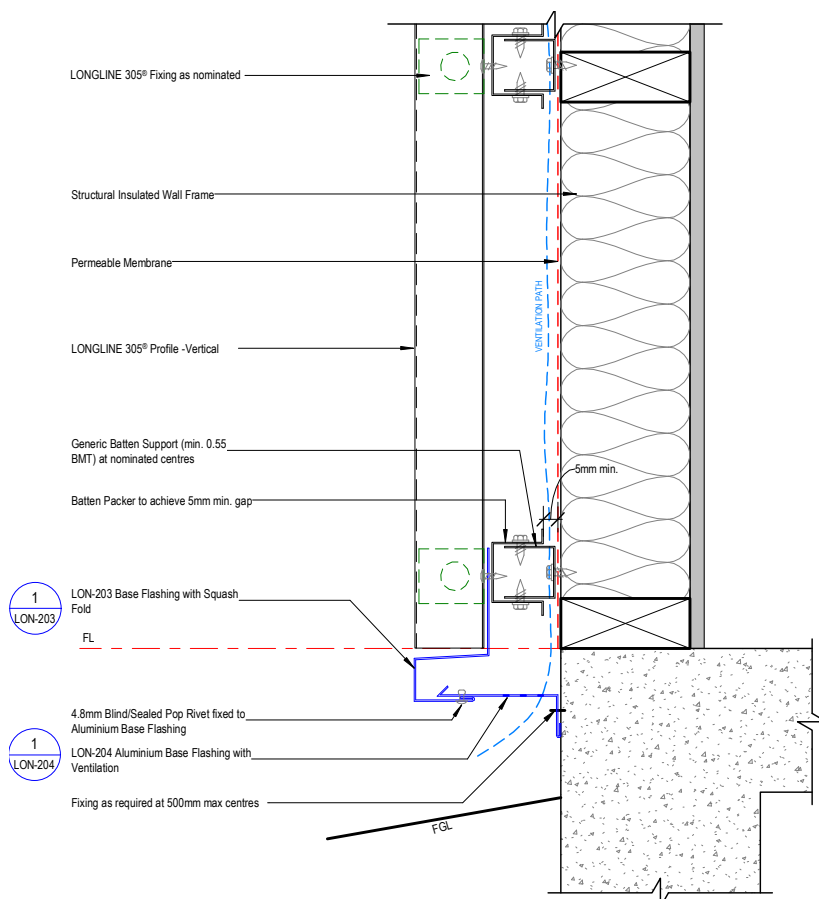 LONGLINE 305® Fixing as nominated
Structural Insulated Wall Frame
Permeable Membrane
VENTILATION PATH
LONGLINE 305® Profile -Vertical
Generic Batten Support (min. 0.55
BMT) at nominated centres
5mm min.
Batten Packer to achieve 5mm min. gap
1
LON-203
LON-203 Base Flashing with Squash
Fold
FL
4.8mm Blind/Sealed Pop Rivet fixed to
Aluminium Base Flashing
1
LON-204
LON-204 Aluminium Base Flashing with
Ventilation
Fixing as required at 500mm max centres
FGL